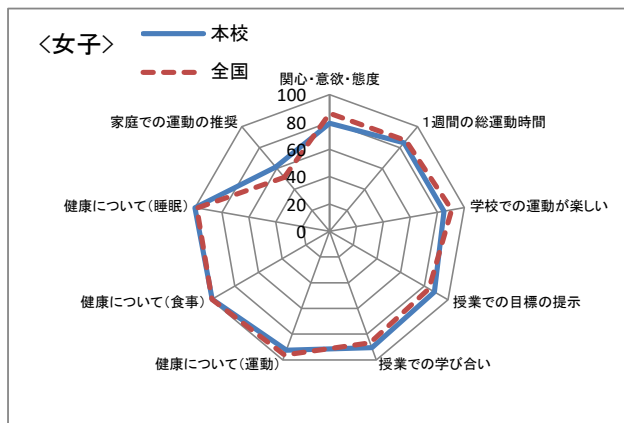 <女子>
本校
全国
関心・意欲・態度
1週間の総運動時間
学校での運動が楽しい
授業での目標の提示
授業での学び合い
健康について(運動)
健康について(食事)
健康について(睡眠)
家庭での運動の推奨
100
80
60
40
20
0